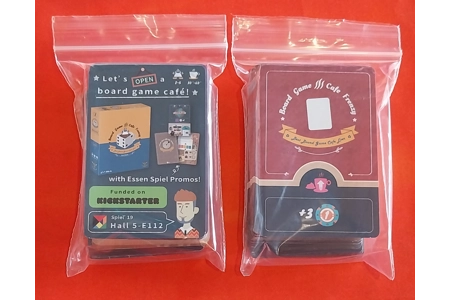 Let's OPEN a
board game café!
with Essen Spiel Promos!
Funded on
KICKSTARTER
Spiel 19
Hall 5-E112
Board Game Cafe Frenzy
+3 1